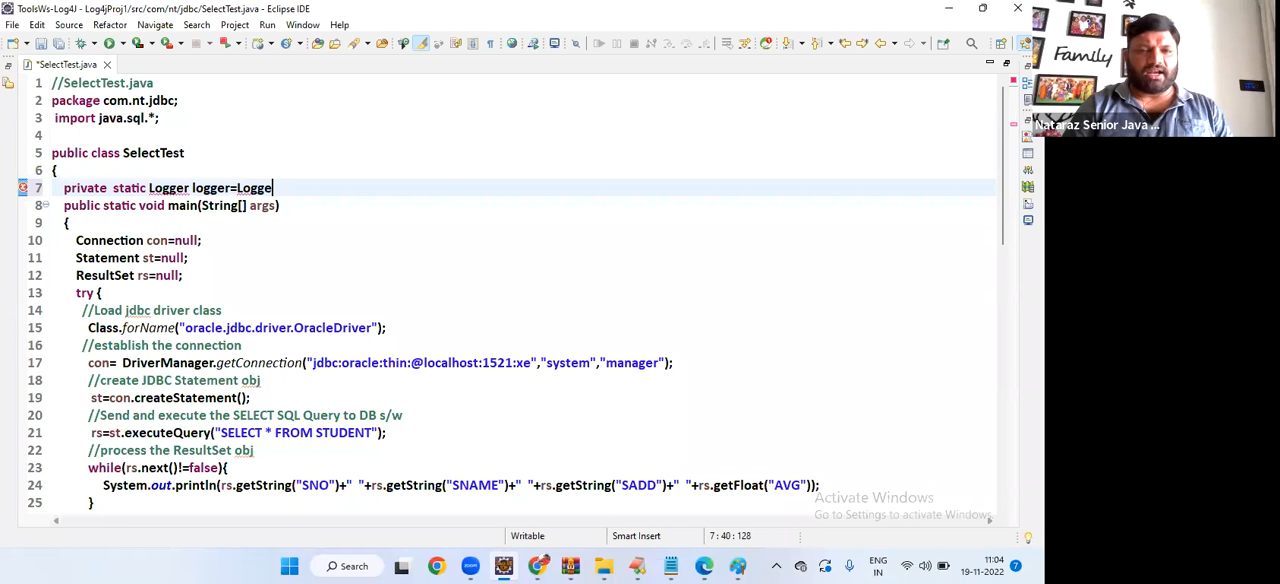 ToolsWs-Log4J - Log4jProj1/src/com/nt/jdbc/SelectTest.java - Eclipse IDE
File Edit Source Refactor Navigate Search Project Run Window Help
*SelectTest.java
1 //SelectTest.java
2 package com.nt.jdbc;
3 import java.sql.*;
4
5 public class SelectTest
6 {
7 private static Logger logger=Logge
8 public static void main(String[] args)
9 {
10 Connection con=null;
11 Statement st=null;
12 ResultSet rs=null;
13 try {
14 //Load jdbc driver class
15 Class.forName("oracle.jdbc.driver.OracleDriver");
16 //establish the connection
17 con= DriverManager.getConnection("jdbc:oracle:thin:@localhost:1521:xe","system","manager");
18 //create JDBC Statement obj
19 st=con.createStatement();
20 //Send and execute the SELECT SQL Query to DB s/w
21 rs=st.executeQuery("SELECT * FROM STUDENT");
22 //process the ResultSet obj
23 while(rs.next()!=false){
24 System.out.println(rs.getString("SNO")+" "+rs.getString("SNAME")+" "+rs.getString("SADD")+" "+rs.getFloat("AVG"));
25 }
Family
Nataraz Senior Java ...
Activate Windows
Go to Settings to activate Windows.
Writable Smart Insert 7 : 40 : 128
Search
ENG
IN
11:04
19-11-2022
7